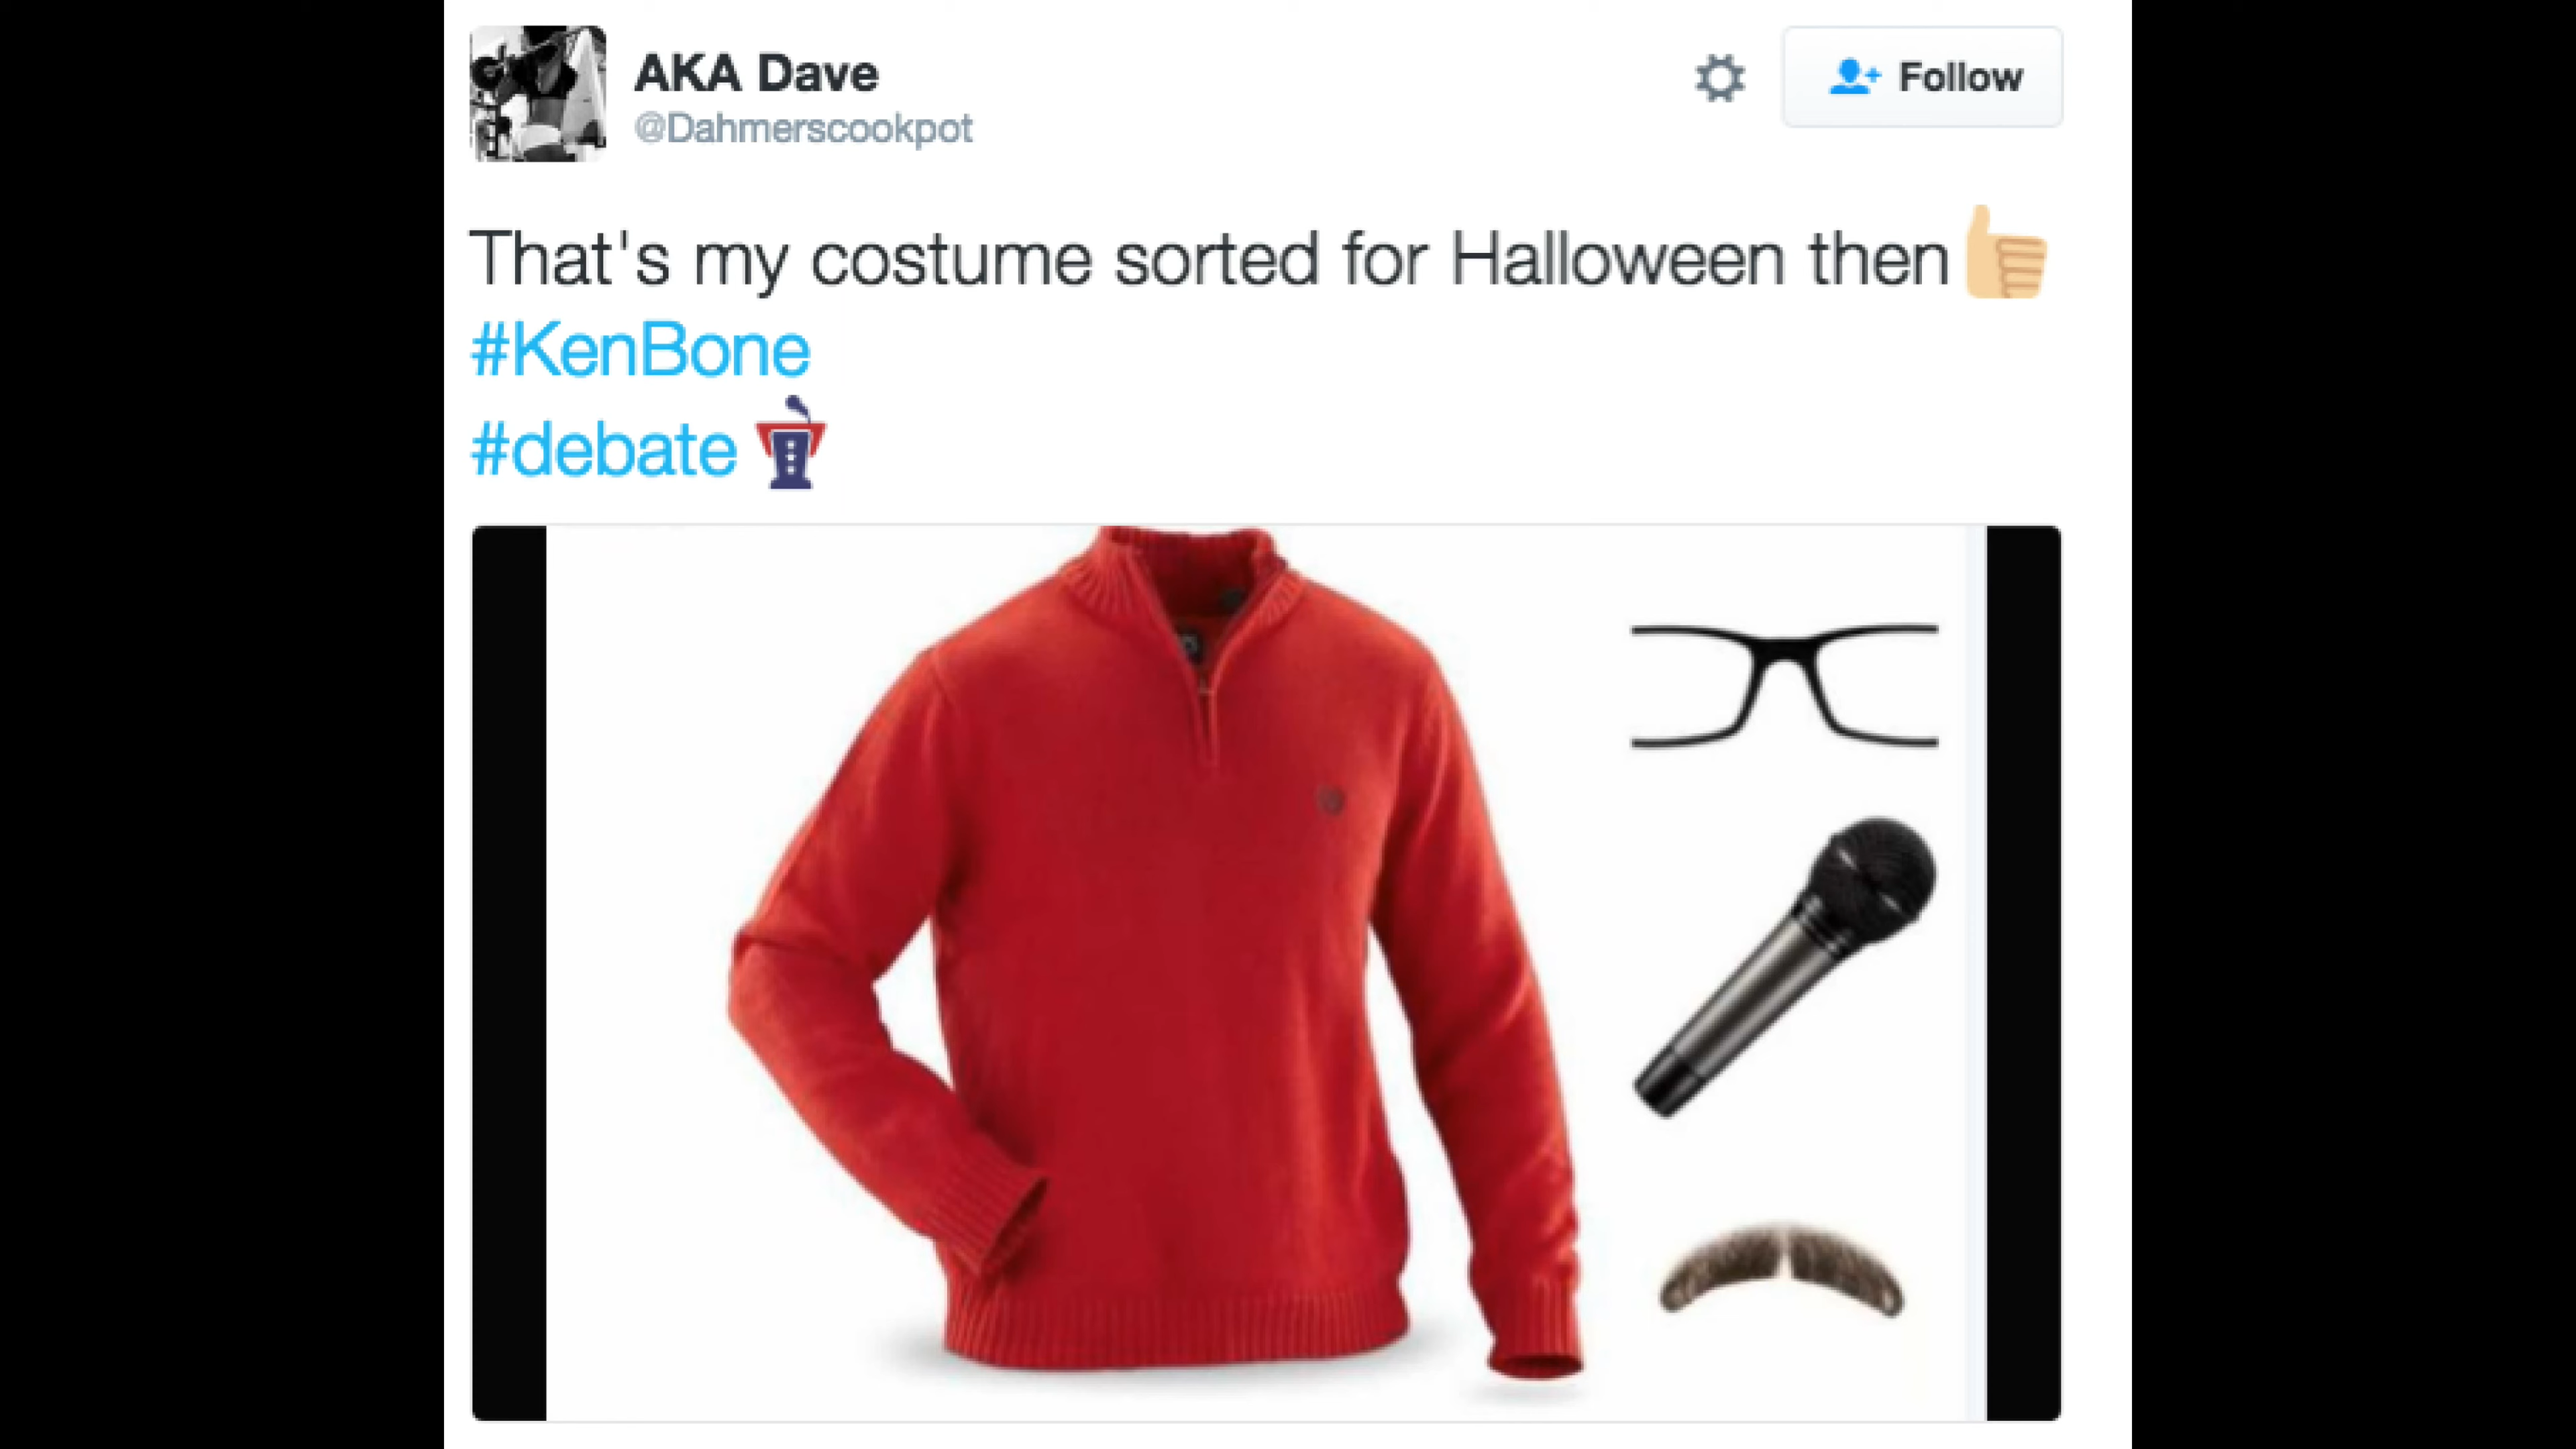 AKA Dave
@Dahmerscookpot
Follow
That's my costume sorted for Halloween then
#KenBone
#debate